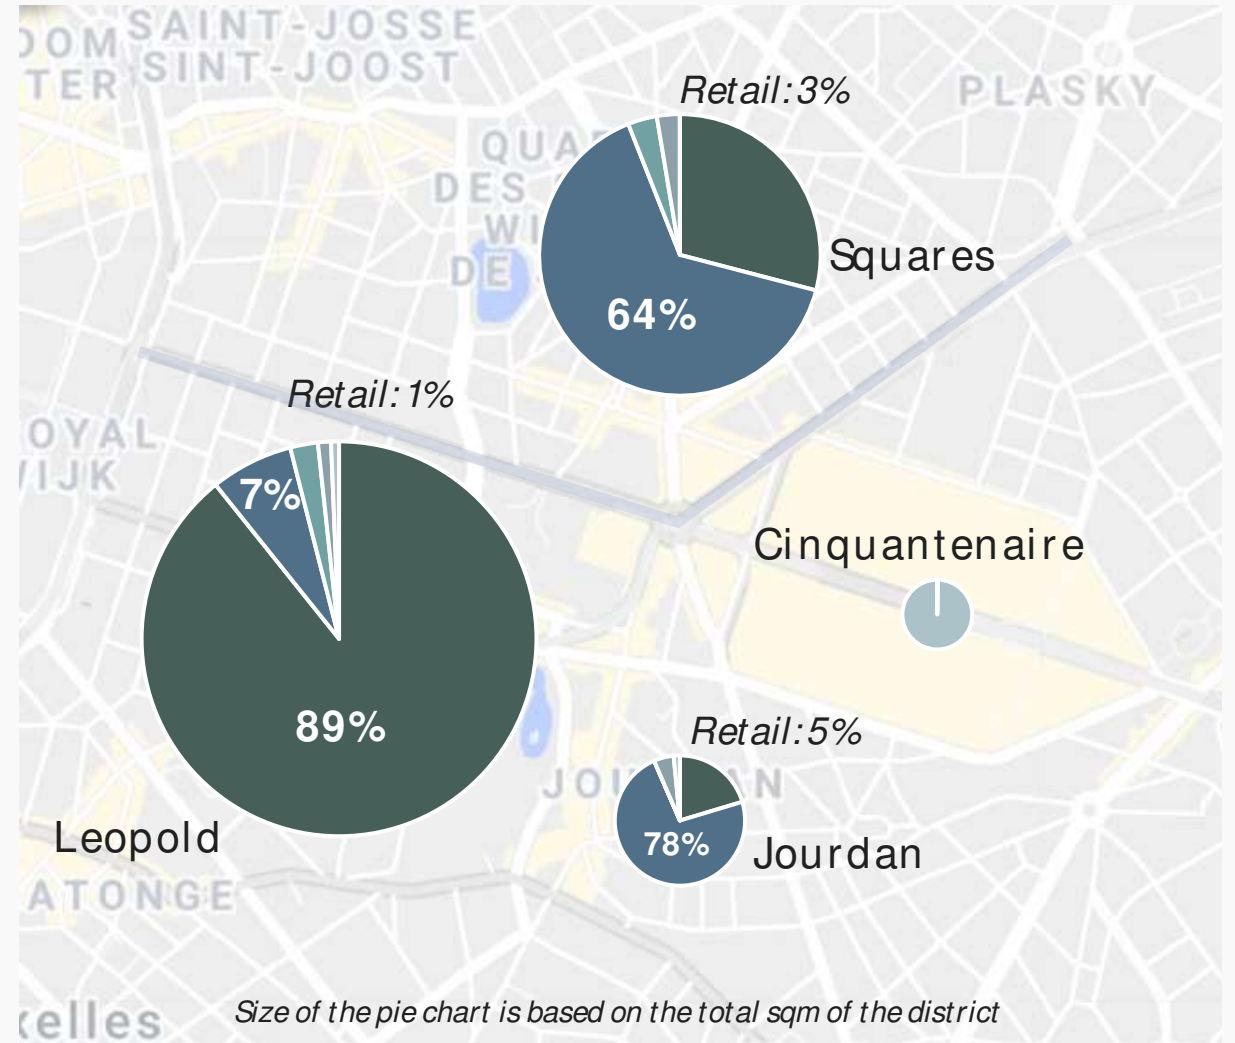 SAINT-JOSSE
SINT-JOOST
PLASKY
Retail: 3%
DES
Squares
64%
Retail: 1%
7%
Cinquantenaire
89%
Retail: 5%
78%
Jourdan
Leopold
Size of the pie chart is based on the total sqm of the district